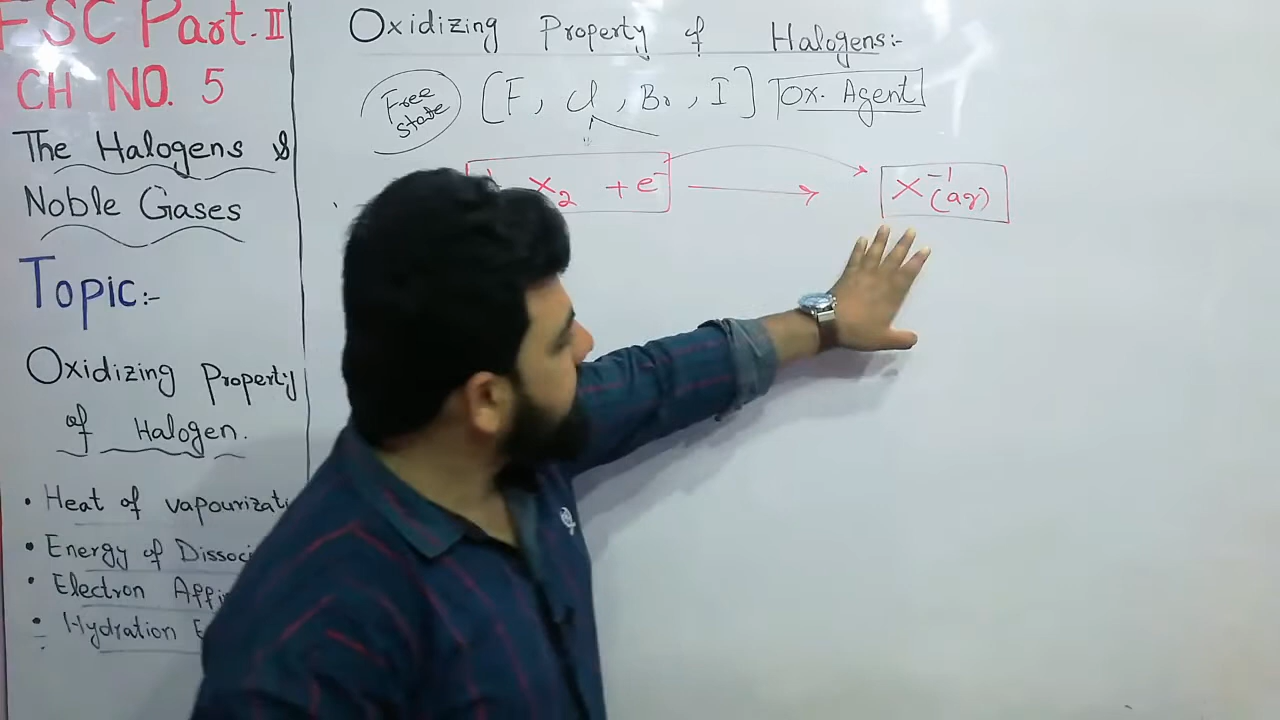 FSC Part.II
CH NO. 5
The Halogens &
Noble Gases
Topic:-
Oxidizing Property
of Halogen.
• Heat of vapourizati
• Energy of Dissoci
• Electron Affi
• Hydration E
Oxidizing Property of Halogens:-
Free state [F, Cl, Br, I] Ox. Agent
X₂ + e⁻ → X⁻¹(aq)